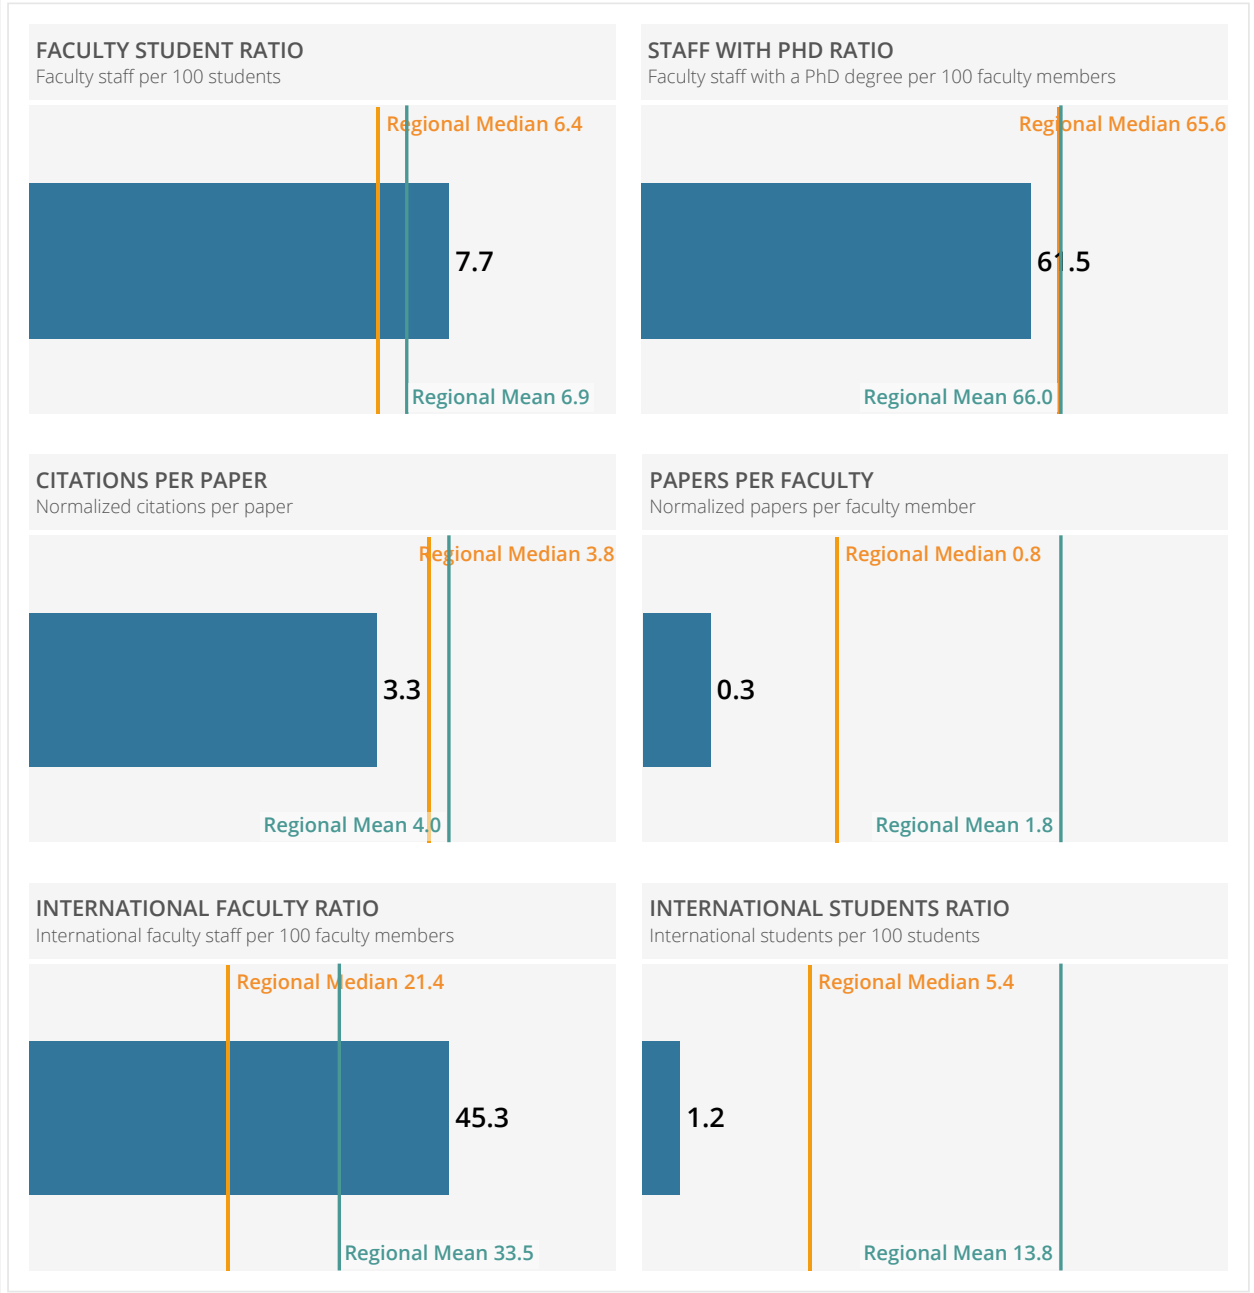 FACULTY STUDENT RATIO
Faculty staff per 100 students
Regional Median 6.4
7.7
Regional Mean 6.9
STAFF WITH PHD RATIO
Faculty staff with a PhD degree per 100 faculty members
Regional Median 65.6
61.5
Regional Mean 66.0
CITATIONS PER PAPER
Normalized citations per paper
Regional Median 3.8
3.3
Regional Mean 4.0
PAPERS PER FACULTY
Normalized papers per faculty member
Regional Median 0.8
0.3
Regional Mean 1.8
INTERNATIONAL FACULTY RATIO
International faculty staff per 100 faculty members
Regional Median 21.4
45.3
Regional Mean 33.5
INTERNATIONAL STUDENTS RATIO
International students per 100 students
Regional Median 5.4
1.2
Regional Mean 13.8